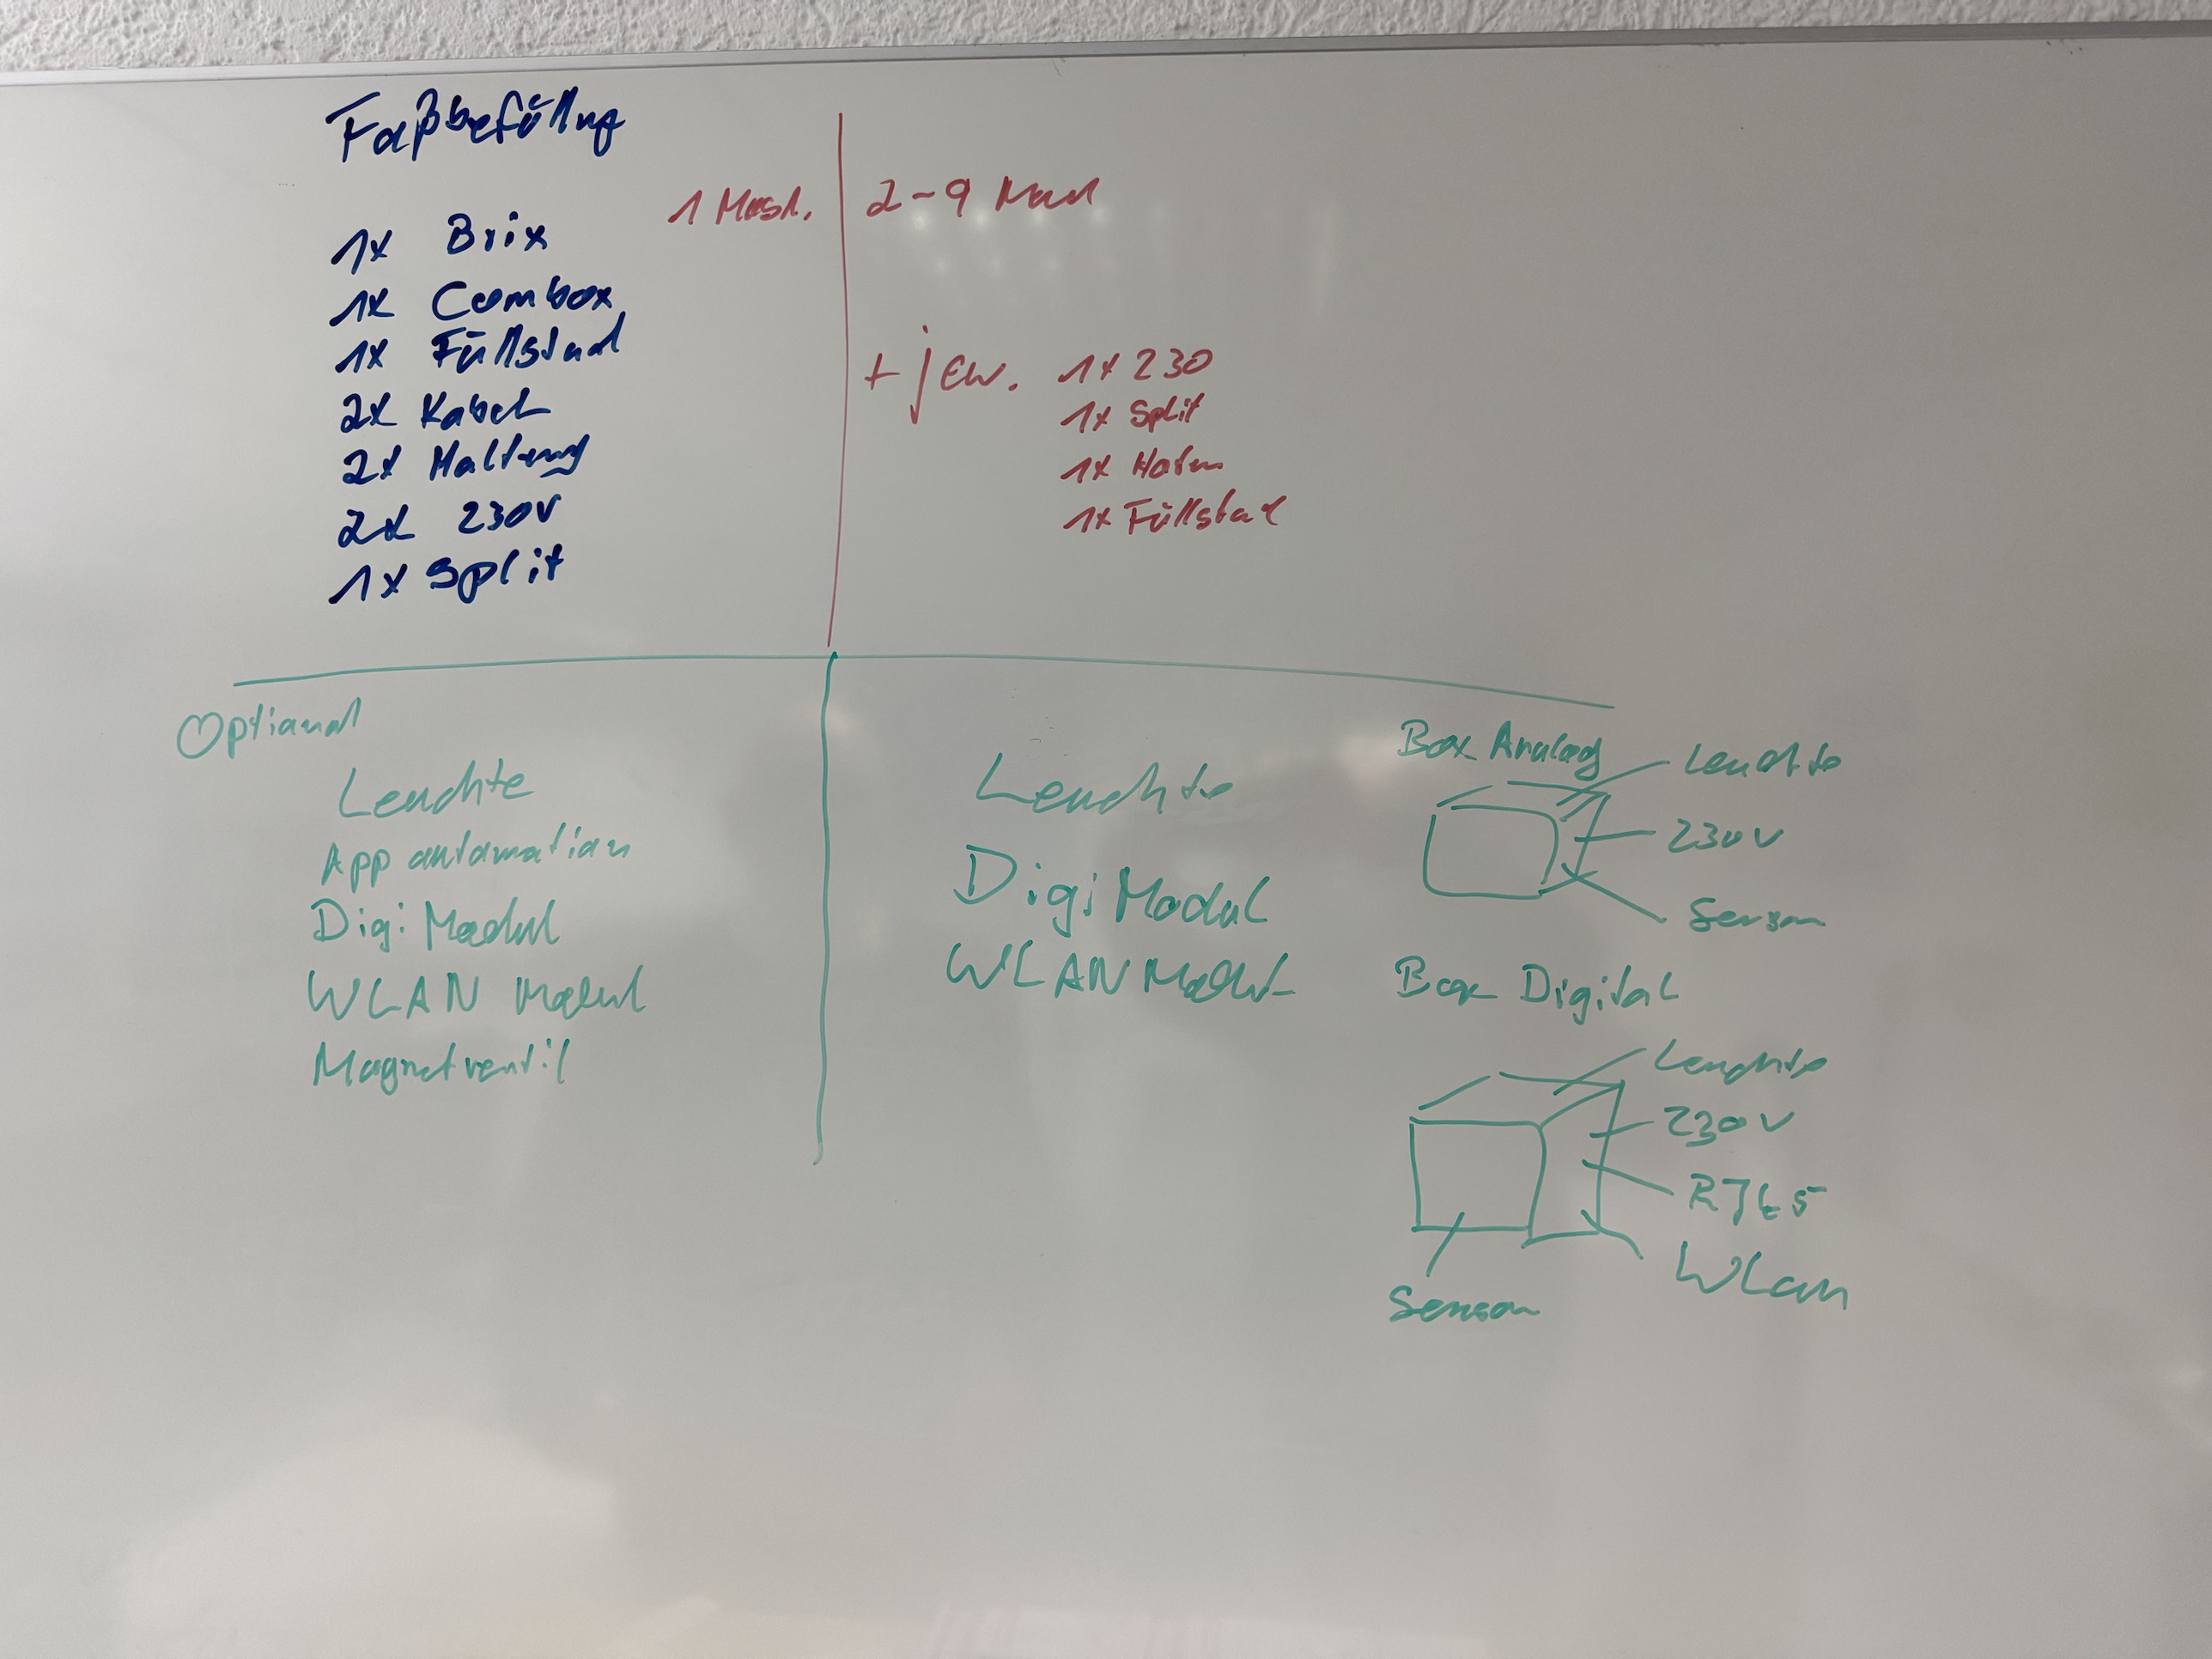 Faßbefüllung
1 Masch.
1x Brix
1x Combox
1x Füllstand
2x Kabel
2x Halterung
2x 230V
1x Split
2-9 Masch
+ jew. 1x 230
1x Split
1x
1x Füllstand
Optional
Leuchte
App automation
Digi Modul
WLAN Modul
Magnetventil
Leuchte
Digi Modul
WLAN Modul
Box Analog
Leuchte
230V
Sensor
Box Digital
Leuchte
230V
RJ45
WLan
Sensor